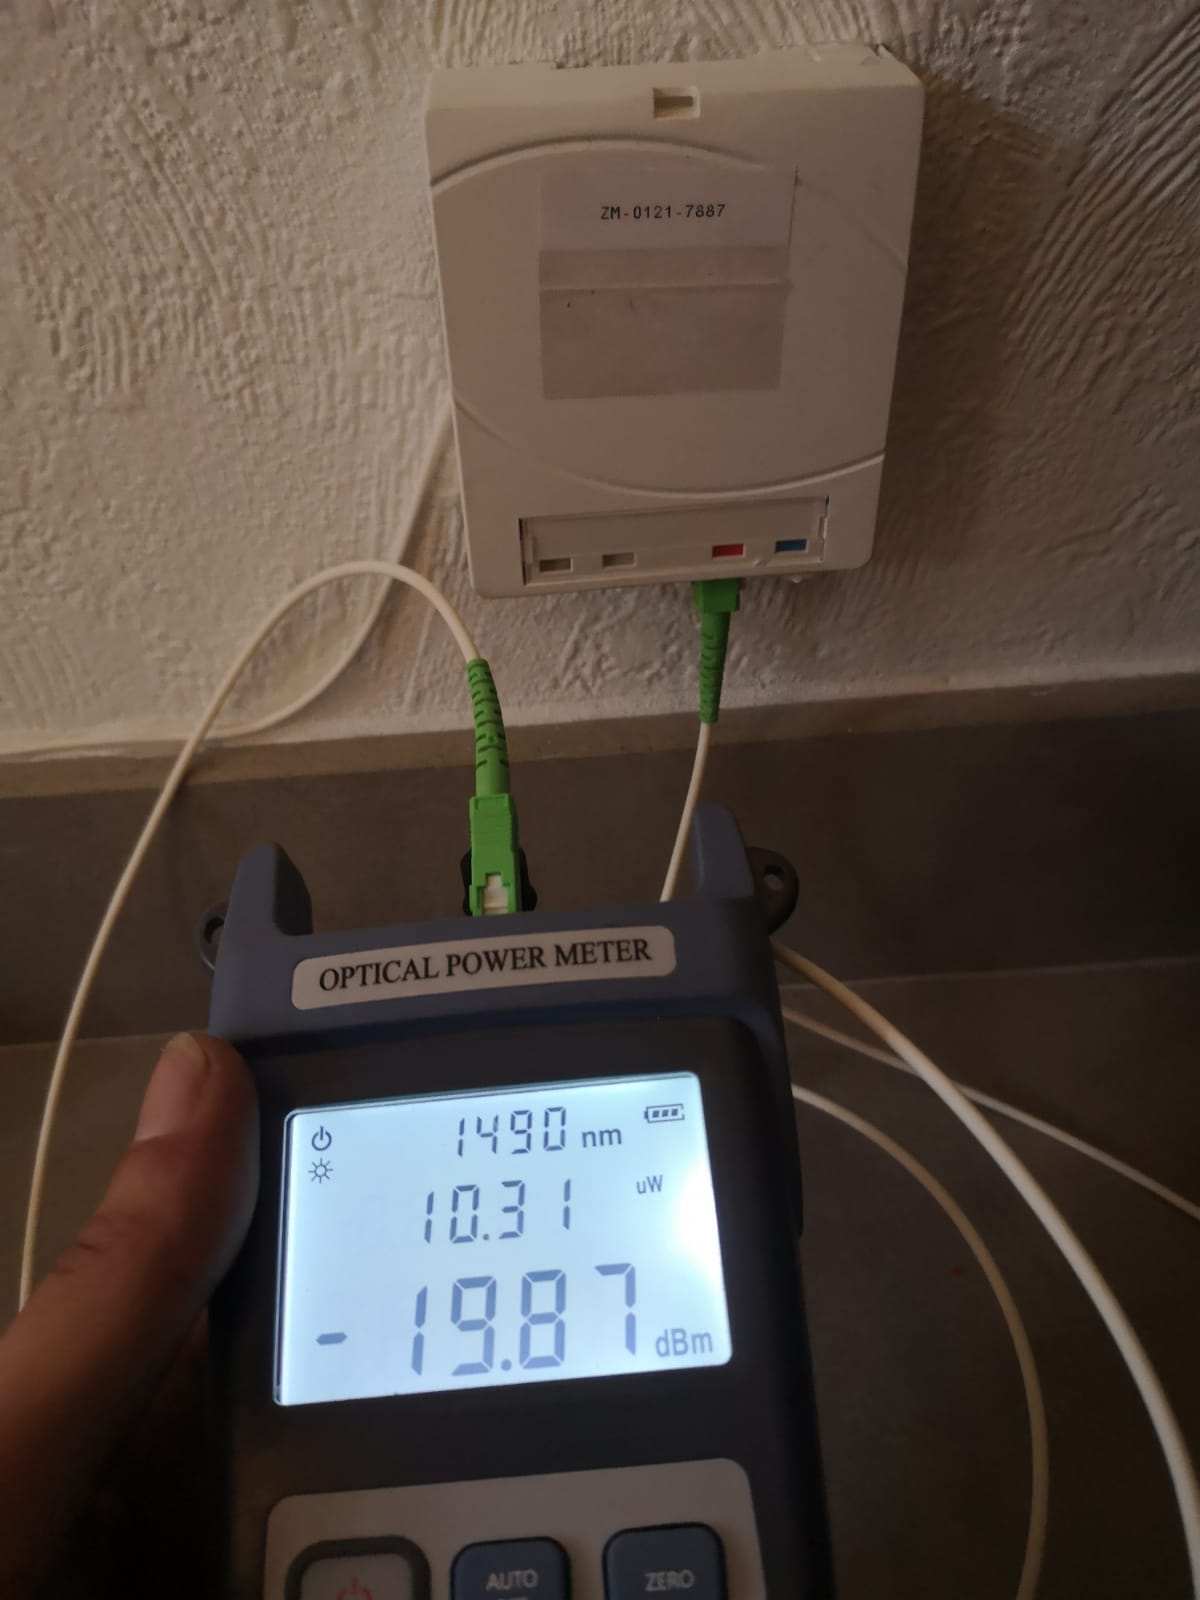 ZM-0121-7887
OPTICAL POWER METER
1490 nm
10.31 uW
-19.87 dBm
AUTO
ZERO